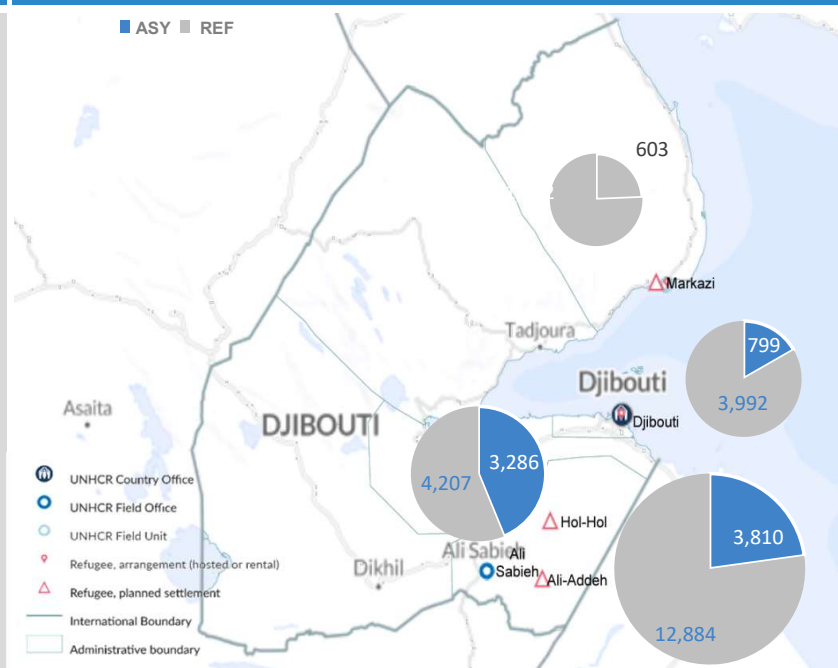 ASY REF
603
Markazi
Tadjoura
799
3,992
Djibouti
Djibouti
Asaita
DJIBOUTI
4,207
3,286
UNHCR Country Office
UNHCR Field Office
UNHCR Field Unit
Refugee, arrangement (hosted or rental)
Refugee, planned settlement
International Boundary
Administrative boundary
Hol-Hol
Ali Sabieh
Ali
Sabieh
Ali-Addeh
Dikhil
3,810
12,884